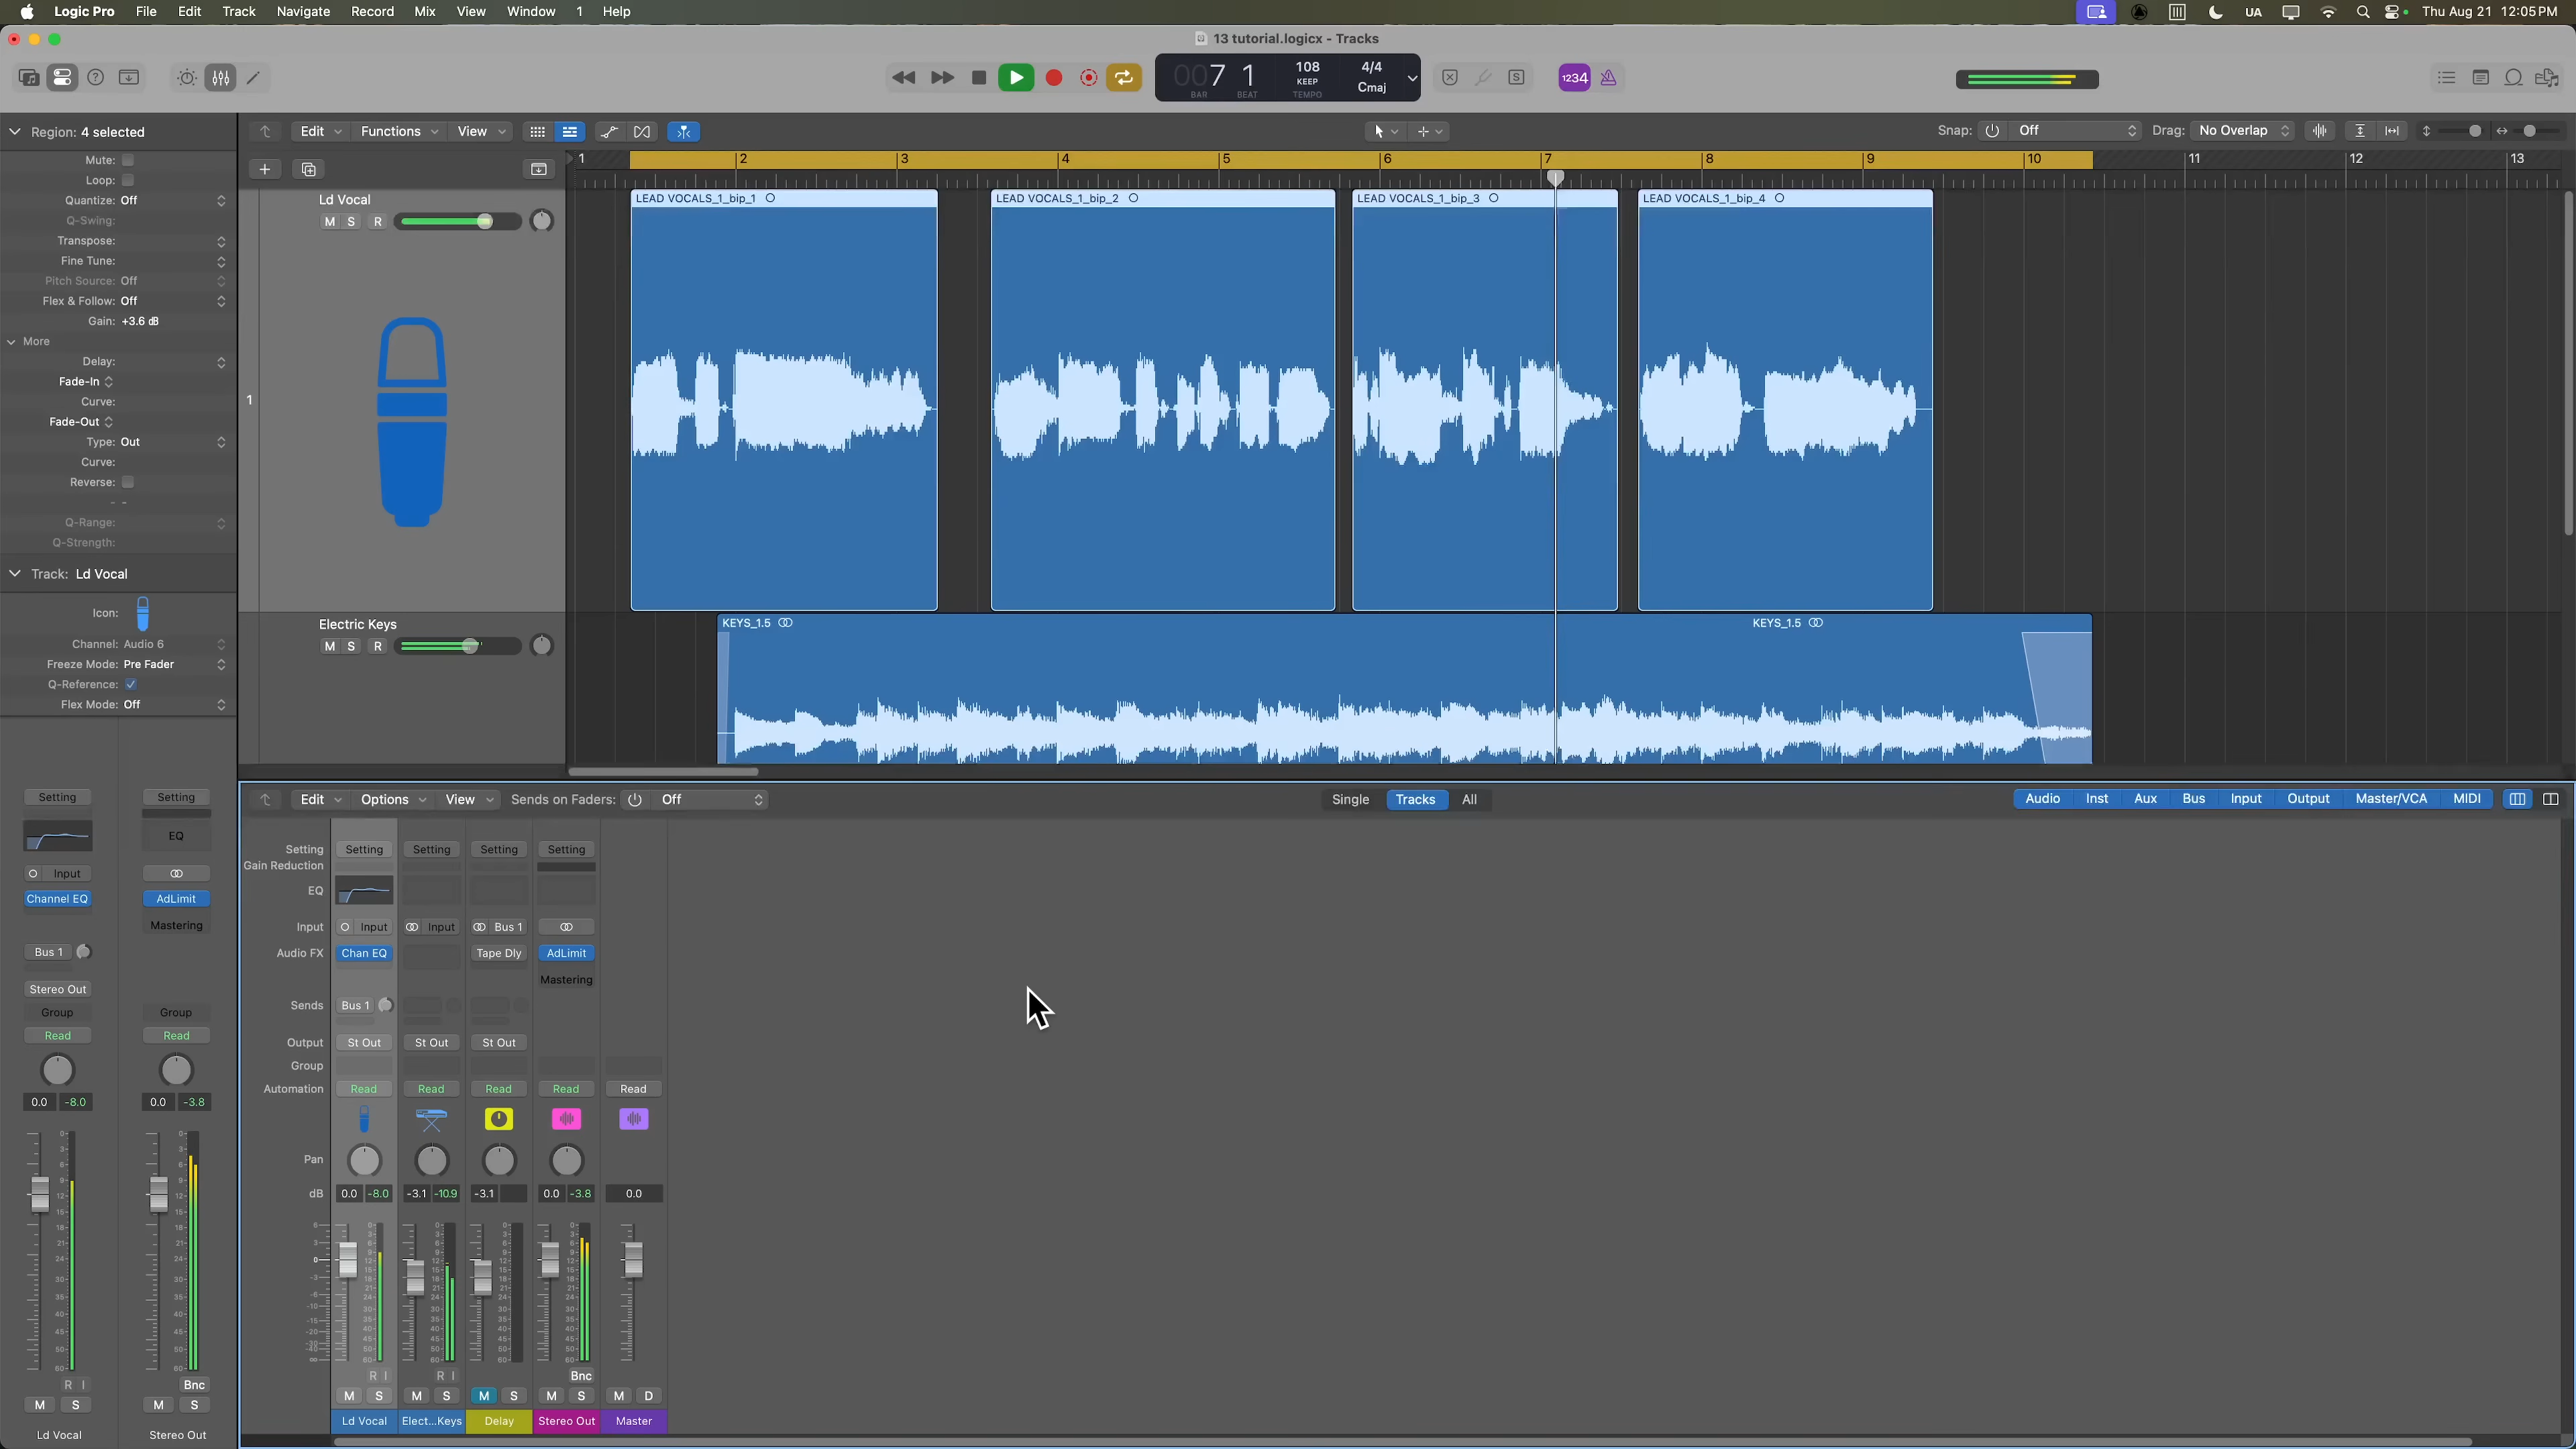 Logic Pro File Edit Track Navigate Record Mix View Window 1 Help
UA Thu Aug 21 12:05 PM
13 tutorial.logicx - Tracks
007 1 108 4/4
KEEP Cmaj
BAR BEAT TEMPO
1234
S
Region: 4 selected
Edit Functions View
Snap: Off Drag: No Overlap
Mute:
Loop:
Quantize: Off
Q-Swing:
Transpose:
Fine Tune:
Pitch Source: Off
Flex & Follow: Off
Gain: +3.6 dB
More
Delay:
Fade-In
Curve:
Fade-Out
Type: Out
Curve:
Reverse:
Q-Range:
Q-Strength:
Track: Ld Vocal
Icon:
Channel: Audio 6
Freeze Mode: Pre Fader
Q-Reference:
Flex Mode: Off
1 2 3 4 5 6 7 8 9 10 11 12 13
1
Ld Vocal
M S R
LEAD VOCALS_1_bip_1
LEAD VOCALS_1_bip_2
LEAD VOCALS_1_bip_3
LEAD VOCALS_1_bip_4
Electric Keys
M S R
KEYS_1.5
KEYS_1.5
Setting Setting
EQ
Input
Channel EQ AdLimit
Mastering
Bus 1
Stereo Out
Group Group
Read Read
0.0 -8.0 0.0 -3.8
R I Bnc
M S M S
Ld Vocal Stereo Out
Edit Options View Sends on Faders: Off
Single Tracks All
Audio Inst Aux Bus Input Output Master/VCA MIDI
Setting Setting Setting Setting Setting
Gain Reduction
EQ
Input Input Input Bus 1
Audio FX Chan EQ Tape Dly AdLimit
Mastering
Sends Bus 1
Output St Out St Out St Out
Group
Automation Read Read Read Read Read
Pan
dB 0.0 -8.0 -3.1 -10.9 -3.1 0.0 -3.8 0.0
R I R I Bnc
M S M S M S M S M D
Ld Vocal Elect...Keys Delay Stereo Out Master